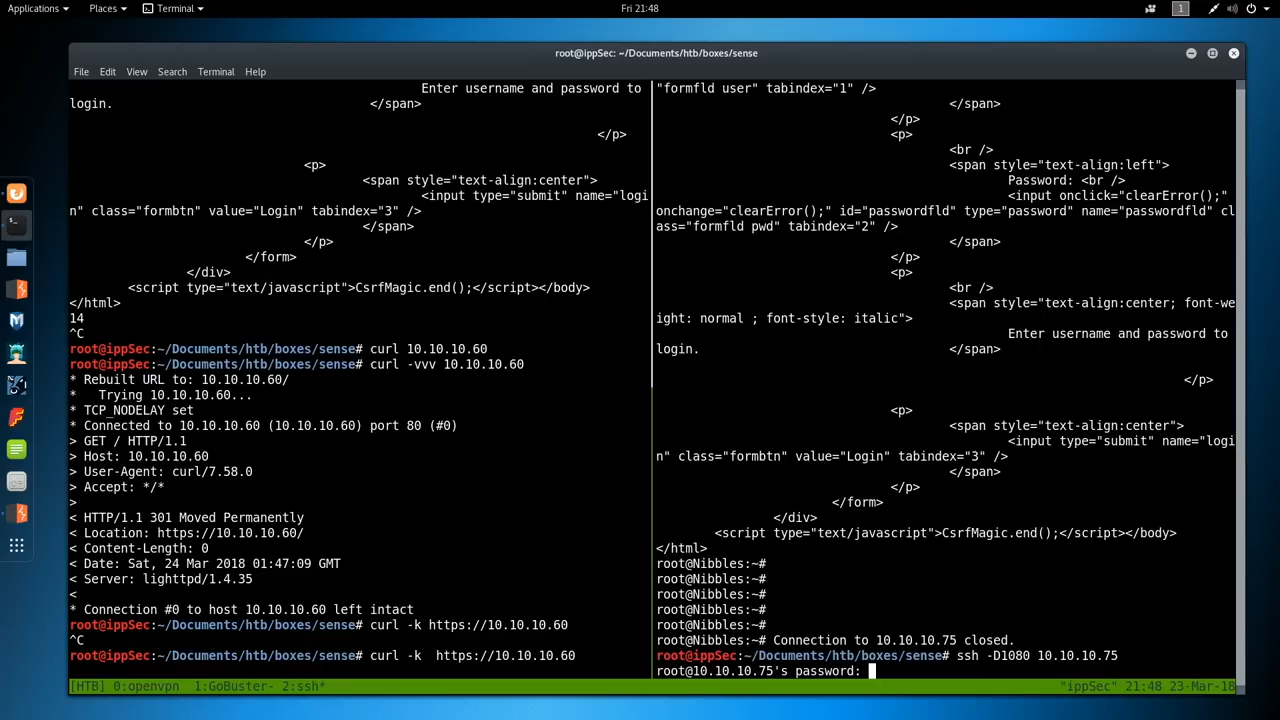 Applications
Places
Terminal
Fri 21:48
1
root@ippSec: ~/Documents/htb/boxes/sense
File Edit View Search Terminal Help
Enter username and password to
login. </span>
</p>
<p>
<span style="text-align:center">
<input type="submit" name="logi
n" class="formbtn" value="Login" tabindex="3" />
</span>
</p>
</form>
</div>
<script type="text/javascript">CsrfMagic.end();</script></body>
</html>
14
^C
root@ippSec:~/Documents/htb/boxes/sense# curl 10.10.10.60
root@ippSec:~/Documents/htb/boxes/sense# curl -vvv 10.10.10.60
* Rebuilt URL to: 10.10.10.60/
*   Trying 10.10.10.60...
* TCP_NODELAY set
* Connected to 10.10.10.60 (10.10.10.60) port 80 (#0)
> GET / HTTP/1.1
> Host: 10.10.10.60
> User-Agent: curl/7.58.0
> Accept: */*
>
< HTTP/1.1 301 Moved Permanently
< Location: https://10.10.10.60/
< Content-Length: 0
< Date: Sat, 24 Mar 2018 01:47:09 GMT
< Server: lighttpd/1.4.35
<
* Connection #0 to host 10.10.10.60 left intact
root@ippSec:~/Documents/htb/boxes/sense# curl -k https://10.10.10.60
^C
root@ippSec:~/Documents/htb/boxes/sense# curl -k  https://10.10.10.60
"formfld user" tabindex="1" />
</span>
</p>
<p>
<br />
<span style="text-align:left">
Password: <br />
<input onclick="clearError();"
onchange="clearError();" id="passwordfld" type="password" name="passwordfld" cl
ass="formfld pwd" tabindex="2" />
</span>
</p>
<p>
<br />
<span style="text-align:center; font-we
ight: normal ; font-style: italic">
Enter username and password to
login. </span>
</p>
<p>
<span style="text-align:center">
<input type="submit" name="logi
n" class="formbtn" value="Login" tabindex="3" />
</span>
</p>
</form>
</div>
<script type="text/javascript">CsrfMagic.end();</script></body>
</html>
root@Nibbles:~#
root@Nibbles:~#
root@Nibbles:~#
root@Nibbles:~#
root@Nibbles:~#
root@Nibbles:~# Connection to 10.10.10.75 closed.
root@ippSec:~/Documents/htb/boxes/sense# ssh -D1080 10.10.10.75
root@10.10.10.75's password:
[HTB] 0:openvpn  1:GoBuster- 2:ssh* "ippSec" 21:48 23-Mar-18